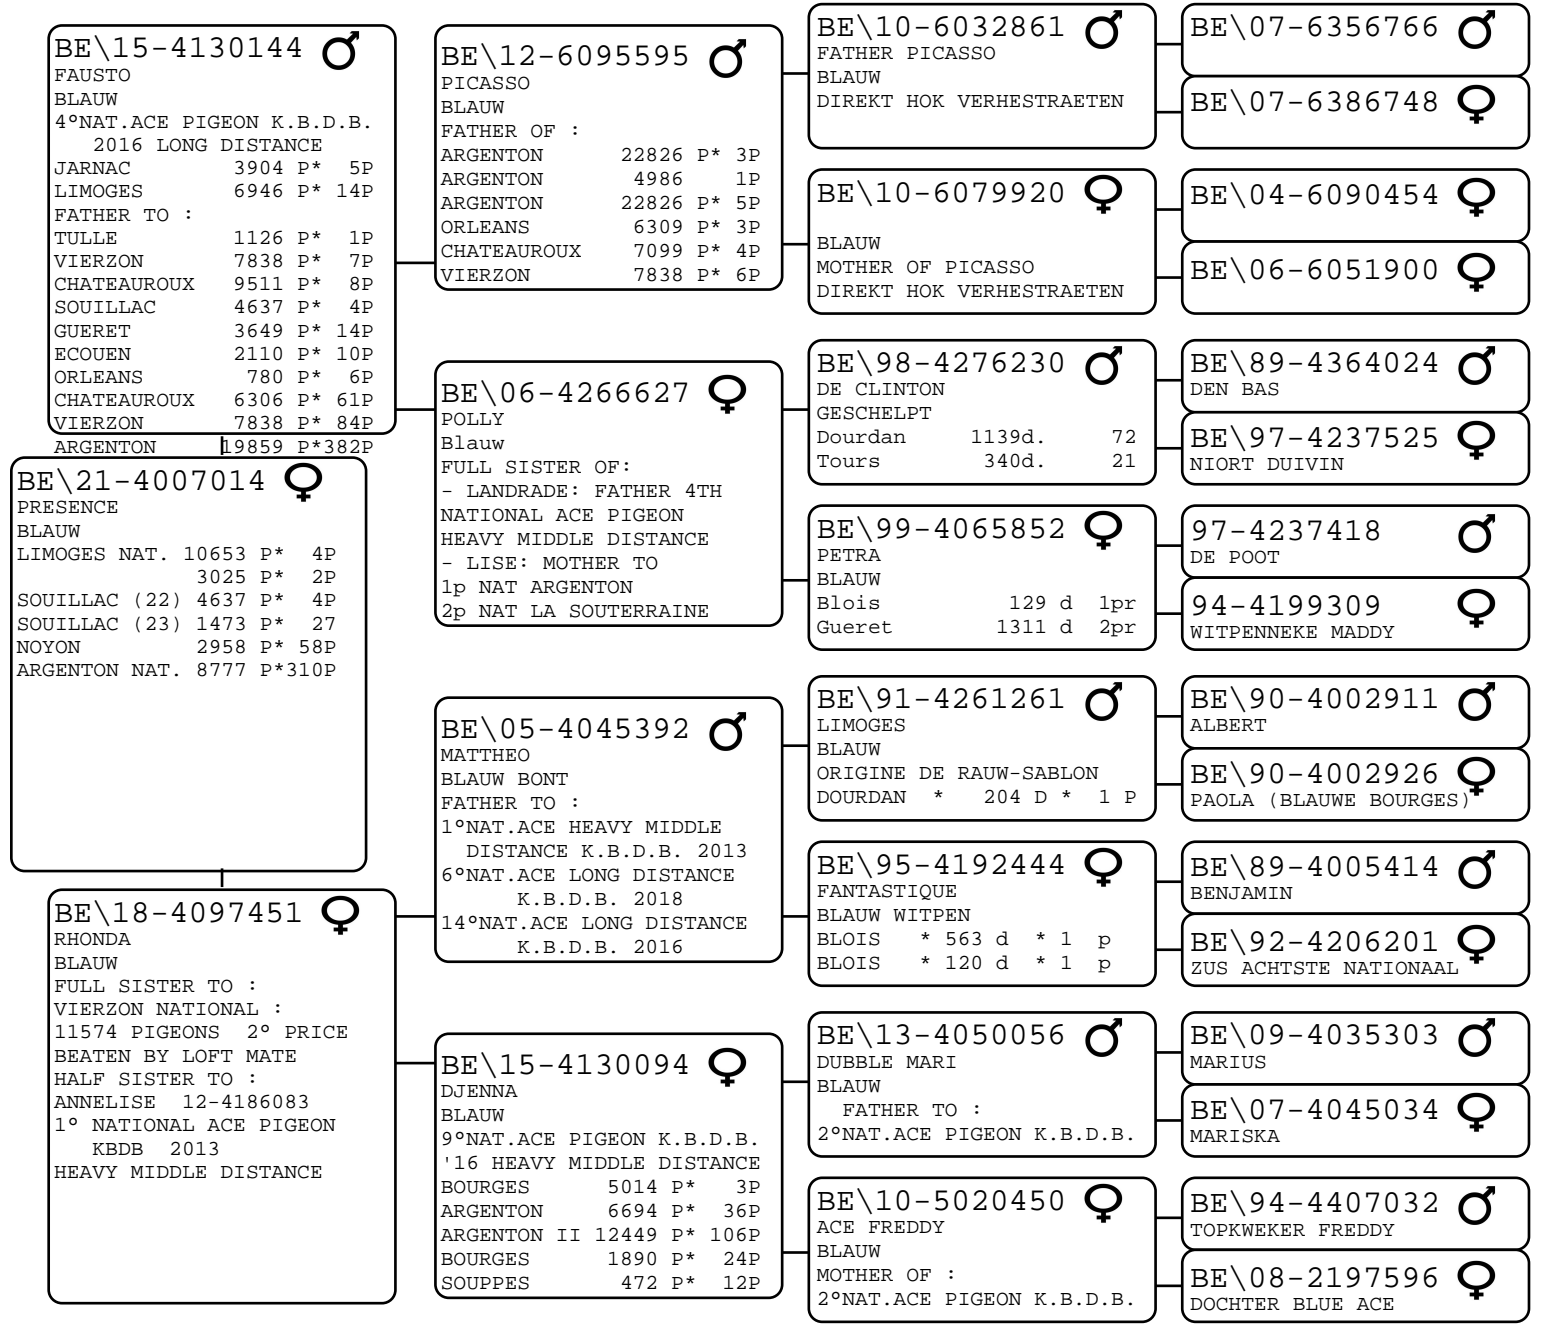 BE\15-4130144
FAUSTO
BLAUW
4°NAT.ACE PIGEON K.B.D.B.
2016 LONG DISTANCE
JARNAC 3904 P* 5P
LIMOGES 6946 P* 14P
FATHER TO :
TULLE 1126 P* 1P
VIERZON 7838 P* 7P
CHATEAUROUX 9511 P* 8P
SOUILLAC 4637 P* 4P
GUERET 3649 P* 14P
ECOUEN 2110 P* 10P
ORLEANS 780 P* 6P
CHATEAUROUX 6306 P* 61P
VIERZON 7838 P* 84P
ARGENTON 19859 P*382P
BE\21-4007014
PRESENCE
BLAUW
LIMOGES NAT. 10653 P* 4P
3025 P* 2P
SOUILLAC (22) 4637 P* 4P
SOUILLAC (23) 1473 P* 27
NOYON 2958 P* 58P
ARGENTON NAT. 8777 P*310P
BE\18-4097451
RHONDA
BLAUW
FULL SISTER TO :
VIERZON NATIONAL :
11574 PIGEONS 2° PRICE
BEATEN BY LOFT MATE
HALF SISTER TO :
ANNELISE 12-4186083
1° NATIONAL ACE PIGEON
KBDB 2013
HEAVY MIDDLE DISTANCE
BE\12-6095595
PICASSO
BLAUW
FATHER OF :
ARGENTON 22826 P* 3P
ARGENTON 4986 1P
ARGENTON 22826 P* 5P
ORLEANS 6309 P* 3P
CHATEAUROUX 7099 P* 4P
VIERZON 7838 P* 6P
BE\06-4266627
POLLY
Blauw
FULL SISTER OF:
- LANDRADE: FATHER 4TH
NATIONAL ACE PIGEON
HEAVY MIDDLE DISTANCE
- LISE: MOTHER TO
1p NAT ARGENTON
2p NAT LA SOUTERRAINE
BE\05-4045392
MATTHEO
BLAUW BONT
FATHER TO :
1°NAT.ACE HEAVY MIDDLE
DISTANCE K.B.D.B. 2013
6°NAT.ACE LONG DISTANCE
K.B.D.B. 2018
14°NAT.ACE LONG DISTANCE
K.B.D.B. 2016
BE\15-4130094
DJENNA
BLAUW
9°NAT.ACE PIGEON K.B.D.B.
'16 HEAVY MIDDLE DISTANCE
BOURGES 5014 P* 3P
ARGENTON 6694 P* 36P
ARGENTON II 12449 P* 106P
BOURGES 1890 P* 24P
SOUPPES 472 P* 12P
BE\10-6032861
FATHER PICASSO
BLAUW
DIREKT HOK VERHESTRAETEN
BE\10-6079920
BLAUW
MOTHER OF PICASSO
DIREKT HOK VERHESTRAETEN
BE\98-4276230
DE CLINTON
GESCHELPT
Dourdan 1139d. 72
Tours 340d. 21
BE\99-4065852
PETRA
BLAUW
Blois 129 d 1pr
Gueret 1311 d 2pr
BE\91-4261261
LIMOGES
BLAUW
ORIGINE DE RAUW-SABLON
DOURDAN * 204 D * 1 P
BE\95-4192444
FANTASTIQUE
BLAUW WITPEN
BLOIS * 563 d * 1 p
BLOIS * 120 d * 1 p
BE\13-4050056
DUBBLE MARI
BLAUW
FATHER TO :
2°NAT.ACE PIGEON K.B.D.B.
BE\10-5020450
ACE FREDDY
BLAUW
MOTHER OF :
2°NAT.ACE PIGEON K.B.D.B.
BE\07-6356766
BE\07-6386748
BE\04-6090454
BE\06-6051900
BE\89-4364024
DEN BAS
BE\97-4237525
NIORT DUIVIN
97-4237418
DE POOT
94-4199309
WITPENNEKE MADDY
BE\90-4002911
ALBERT
BE\90-4002926
PAOLA (BLAUWE BOURGES)
BE\89-4005414
BENJAMIN
BE\92-4206201
ZUS ACHTSTE NATIONAAL
BE\09-4035303
MARIUS
BE\07-4045034
MARISKA
BE\94-4407032
TOPKWEKER FREDDY
BE\08-2197596
DOCHTER BLUE ACE